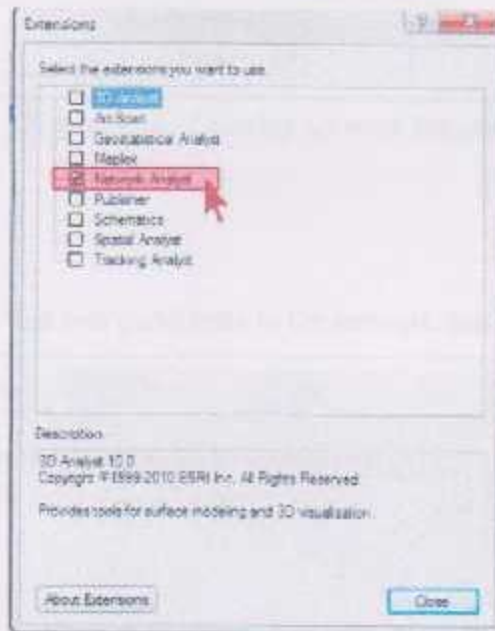 Extensions
Select the extensions you want to use.
3D Analyst
ArcScan
Geostatistical Analyst
Maplex
Network Analyst
Publisher
Schematics
Spatial Analyst
Tracking Analyst
Description:
3D Analyst 10.0
Copyright ©1999-2010 ESRI Inc. All Rights Reserved
Provides tools for surface modeling and 3D visualization.
About Extensions
Close